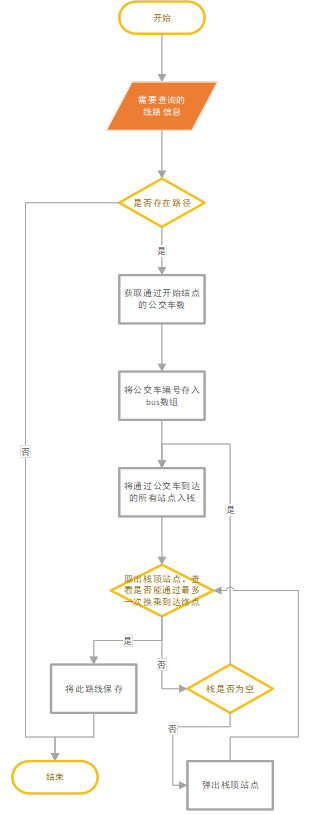 开始
需要查询的
线路信息
是否存在路径
是
获取通过开始结点
的公交车数
将公交车编号存入
bus数组
否
将通过公交车到达
的所有站点入栈
是
取出栈顶站点，查
看是否能通过最多
一次换乘到达终点
是
否
将此路线保存
栈是否为空
否
结束
弹出栈顶站点